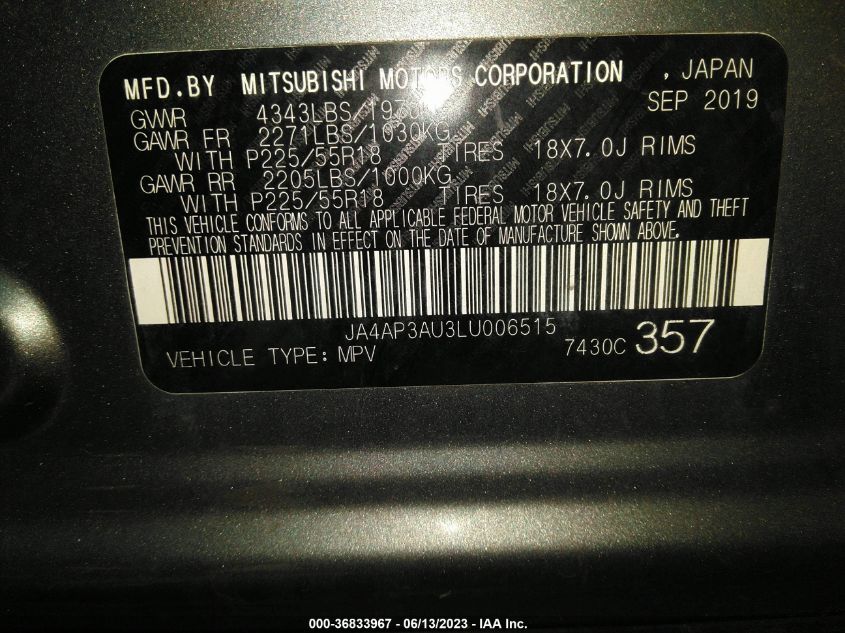 MFD.BY MITSUBISHI MOTORS CORPORATION , JAPAN
GVWR 4343LBS/197 SEP 2019
GAWR FR 2271LBS/1030KG
WITH P225/55R18 TIRES 18X7.0J RIMS
GAWR RR 2205LBS/1000KG
WITH P225/55R18 TIRES 18X7.0J RIMS
THIS VEHICLE CONFORMS TO ALL APPLICABLE FEDERAL MOTOR VEHICLE SAFETY AND THEFT
PREVENTION STANDARDS IN EFFECT ON THE DATE OF MANUFACTURE SHOWN ABOVE.
JA4AP3AU3LU006515
VEHICLE TYPE: MPV 7430C 357
000-36833967 - 06/13/2023 - IAA Inc.